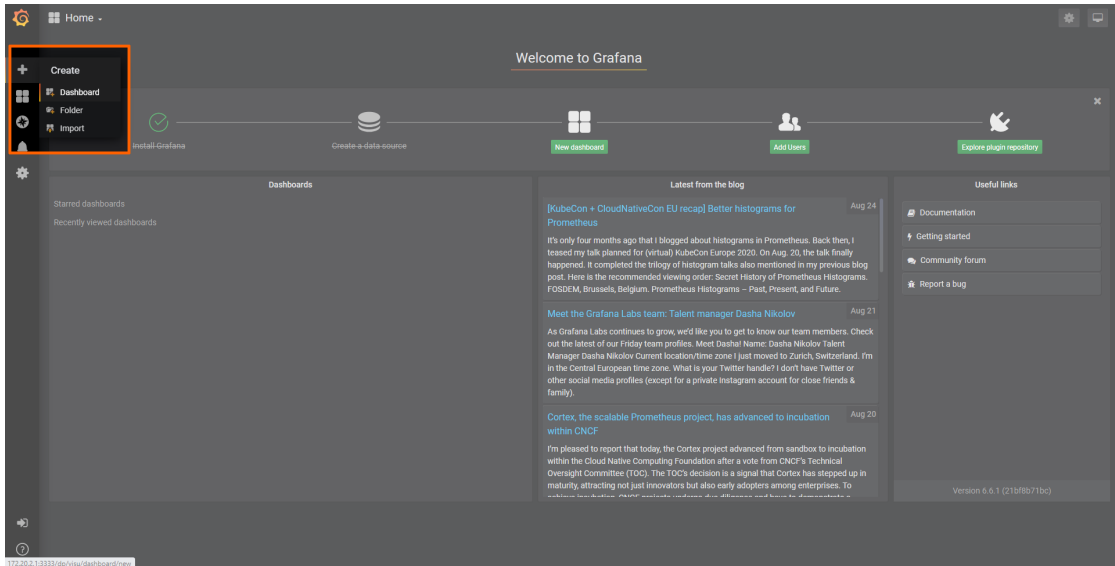 Home
Welcome to Grafana
Create
Dashboard
Folder
Import
Install Grafana
Create a data source
New dashboard
Add Users
Explore plugin repository
Dashboards
Starred dashboards
Recently viewed dashboards
Latest from the blog
[KubeCon + CloudNativeCon EU recap] Better histograms for
Prometheus
Aug 24
It's only four months ago that I blogged about histograms in Prometheus. Back then, I
teased my talk planned for (virtual) KubeCon Europe 2020. On Aug. 20, the talk finally
happened. It completed the trilogy of histogram talks also mentioned in my previous blog
post. Here is the recommended viewing order: Secret History of Prometheus Histograms.
FOSDEM, Brussels, Belgium. Prometheus Histograms – Past, Present, and Future.
Meet the Grafana Labs team: Talent manager Dasha Nikolov
Aug 21
As Grafana Labs continues to grow, we'd like you to get to know our team members. Check
out the latest of our Friday team profiles. Meet Dasha! Name: Dasha Nikolov Talent
Manager Dasha Nikolov Current location/time zone I just moved to Zurich, Switzerland. I'm
in the Central European time zone. What is your Twitter handle? I don't have Twitter or
other social media profiles (except for a private Instagram account for close friends &
family).
Cortex, the scalable Prometheus project, has advanced to incubation
within CNCF
Aug 20
I'm pleased to report that today, the Cortex project advanced from sandbox to incubation
within the Cloud Native Computing Foundation after a vote from CNCF's Technical
Oversight Committee (TOC). The TOC's decision is a signal that Cortex has stepped up in
maturity, attracting not just innovators but also early adopters among enterprises. To
Useful links
Documentation
Getting started
Community forum
Report a bug
Version 6.6.1 (21bf8b71bc)
172.20.2.1:3333/dp/visu/dashboard/new